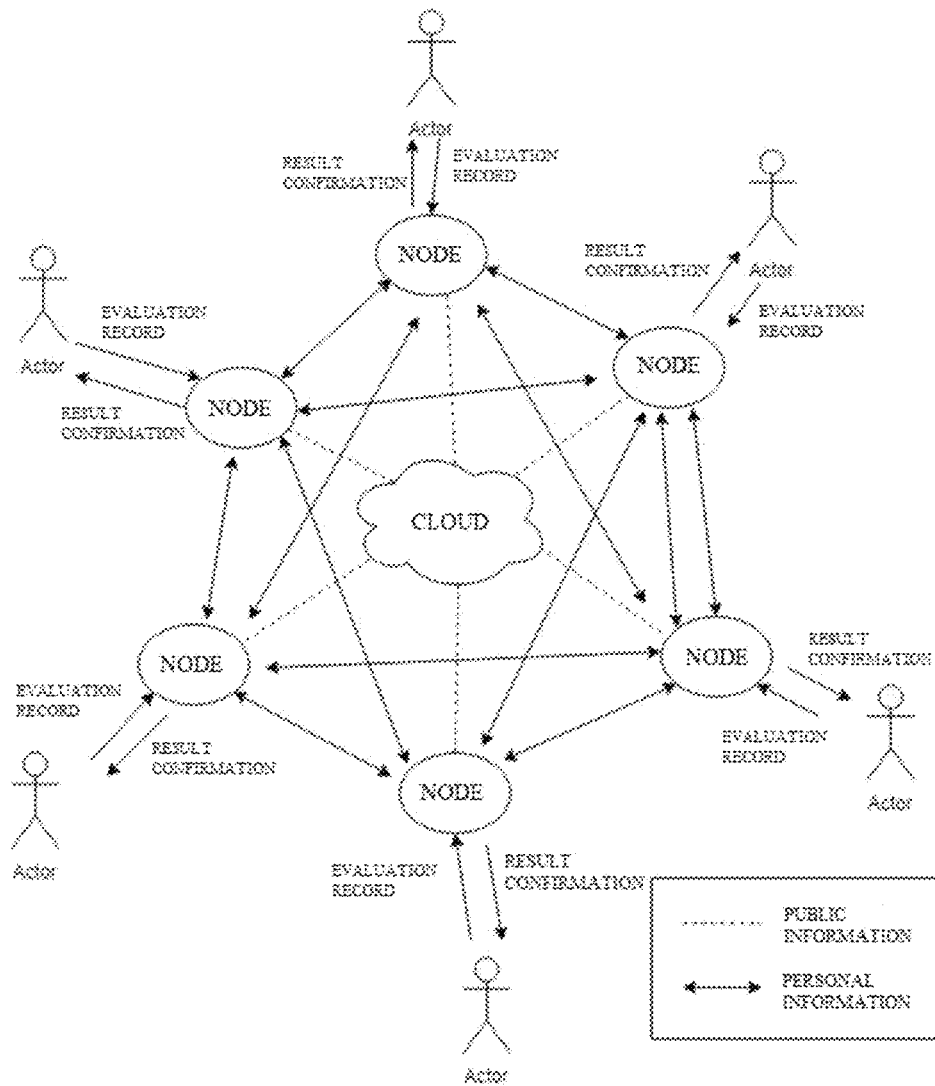 Actor
RESULT
CONFIRMATION
EVALUATION
RECORD
NODE
RESULT
CONFIRMATION
Actor
EVALUATION
RECORD
NODE
EVALUATION
RECORD
Actor
RESULT
CONFIRMATION
NODE
CLOUD
NODE
EVALUATION
RECORD
RESULT
CONFIRMATION
Actor
NODE
RESULT
CONFIRMATION
EVALUATION
RECORD
Actor
NODE
EVALUATION
RECORD
RESULT
CONFIRMATION
Actor
PUBLIC
INFORMATION
PERSONAL
INFORMATION